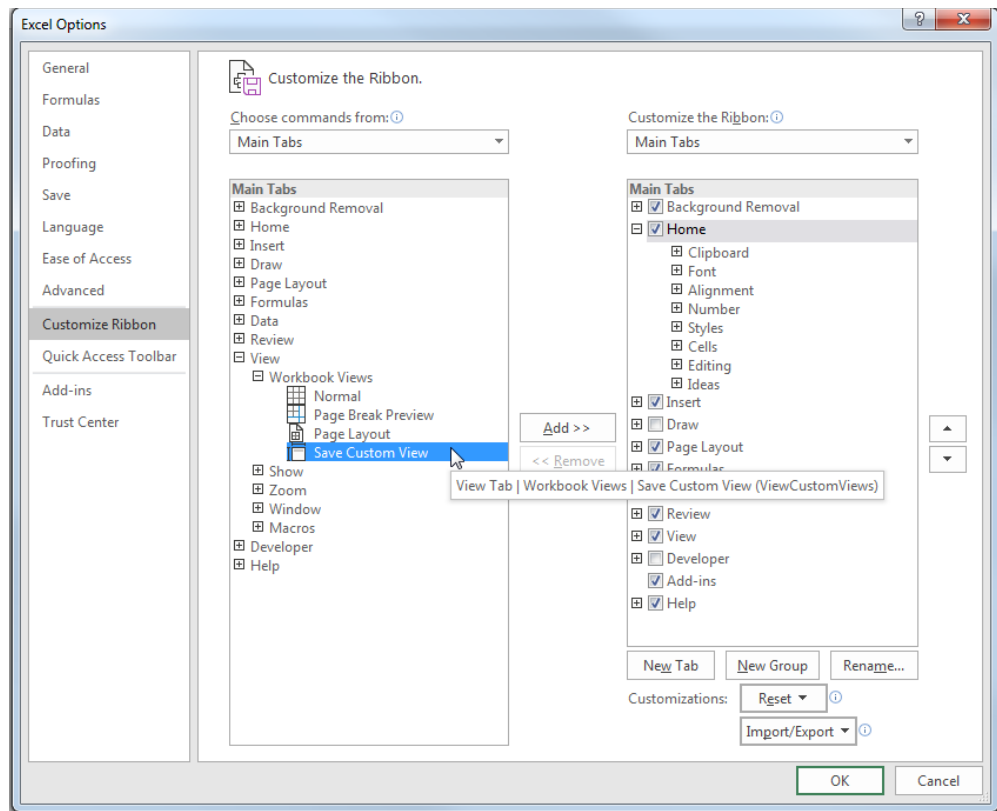 Excel Options
?
General
Formulas
Data
Proofing
Save
Language
Ease of Access
Advanced
Customize Ribbon
Quick Access Toolbar
Add-ins
Trust Center
Customize the Ribbon.
Choose commands from:
Main Tabs
Main Tabs
Background Removal
Home
Insert
Draw
Page Layout
Formulas
Data
Review
View
Workbook Views
Normal
Page Break Preview
Page Layout
Save Custom View
Show
Zoom
Window
Macros
Developer
Help
Add >>
<< Remove
View Tab | Workbook Views | Save Custom View (ViewCustomViews)
Customize the Ribbon:
Main Tabs
Main Tabs
Background Removal
Home
Clipboard
Font
Alignment
Number
Styles
Cells
Editing
Ideas
Insert
Draw
Page Layout
Formulas
Review
View
Developer
Add-ins
Help
New Tab
New Group
Rename...
Customizations:
Reset
Import/Export
OK
Cancel